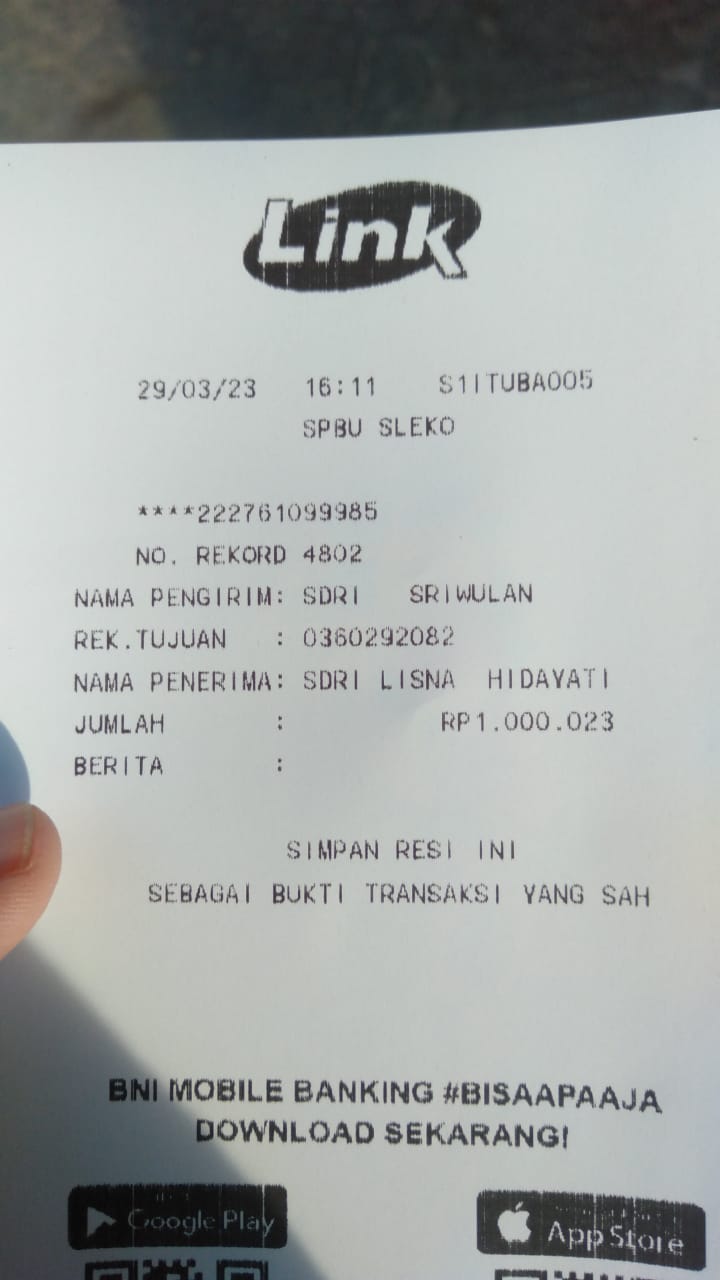 Link
29/03/23 16:11 S1ITUBA005
SPBU SLEKO
****222761099985
NO. REKORD 4802
NAMA PENGIRIM: SDRI SRIWULAN
REK.TUJUAN : 0360292082
NAMA PENERIMA: SDRI LISNA HIDAYATI
JUMLAH : RP1.000.023
BERITA :
SIMPAN RESI INI
SEBAGAI BUKTI TRANSAKSI YANG SAH
BNI MOBILE BANKING #BISAAPAAJA
DOWNLOAD SEKARANG!
Google Play App Store